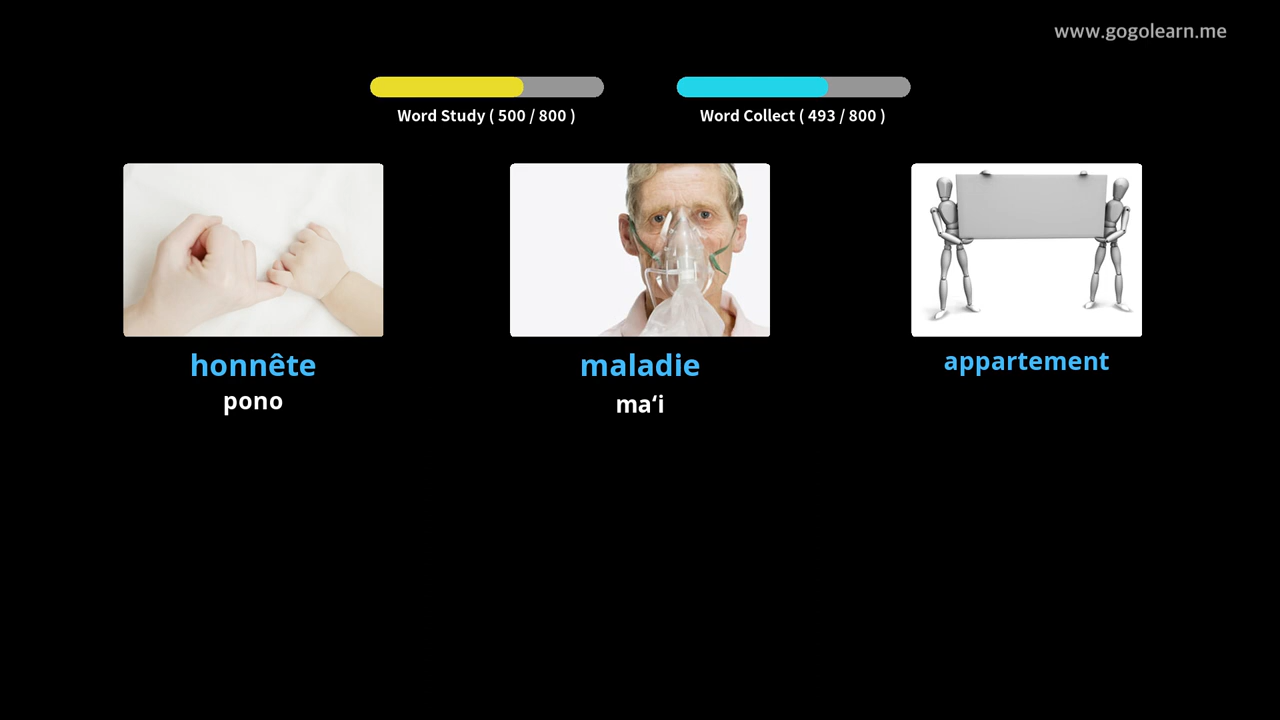 www.gogolearn.me
Word Study ( 500 / 800 )
Word Collect ( 493 / 800 )
honnête
pono
maladie
maʻi
appartement